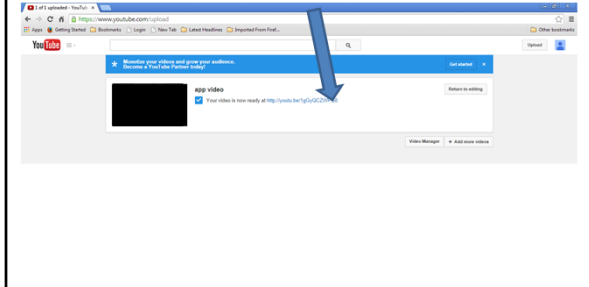 1 of 1 uploaded - YouTub
https://www.youtube.com/upload
Apps Getting Started Bookmarks Login New Tab Latest Headlines Imported From Firef... Other bookmarks
YouTube Upload
Monetize your videos and grow your audience. Get started
Become a YouTube Partner today!
app video Return to editing
Your video is now ready at
Video Manager + Add more videos